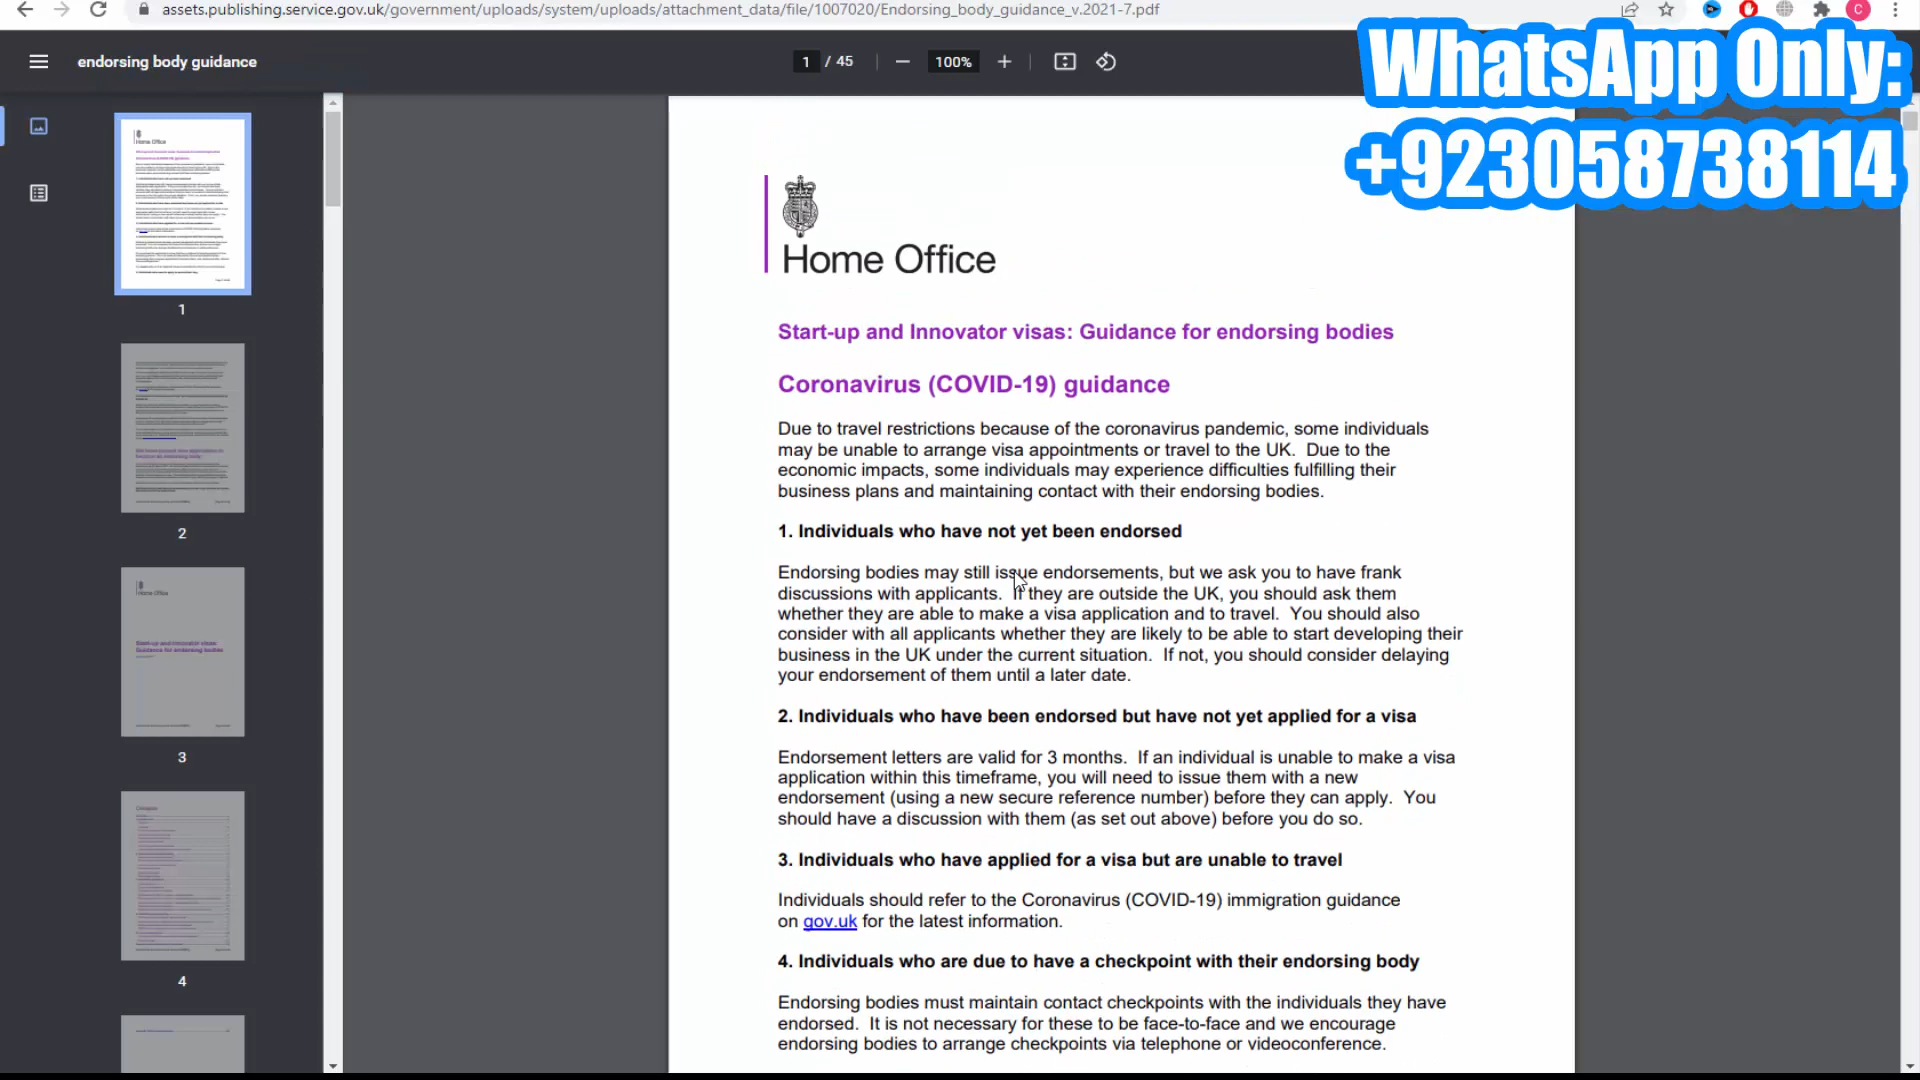 assets.publishing.service.gov.uk/government/uploads/system/uploads/attachment_data/file/1007020/Endorsing_body_guidance_v.2021-7.pdf
C
WhatsApp Only:
+923058738114
endorsing body guidance
1 / 45
100%
Home Office
Start-up and Innovator visas: Guidance for endorsing bodies
Coronavirus (COVID-19) guidance
Due to travel restrictions because of the coronavirus pandemic, some individuals
may be unable to arrange visa appointments or travel to the UK. Due to the
economic impacts, some individuals may experience difficulties fulfilling their
business plans and maintaining contact with their endorsing bodies.
1. Individuals who have not yet been endorsed
Endorsing bodies may still issue endorsements, but we ask you to have frank
discussions with applicants. If they are outside the UK, you should ask them
whether they are able to make a visa application and to travel. You should also
consider with all applicants whether they are likely to be able to start developing their
business in the UK under the current situation. If not, you should consider delaying
your endorsement of them until a later date.
2. Individuals who have been endorsed but have not yet applied for a visa
Endorsement letters are valid for 3 months. If an individual is unable to make a visa
application within this timeframe, you will need to issue them with a new
endorsement (using a new secure reference number) before they can apply. You
should have a discussion with them (as set out above) before you do so.
3. Individuals who have applied for a visa but are unable to travel
Individuals should refer to the Coronavirus (COVID-19) immigration guidance
on gov.uk for the latest information.
4. Individuals who are due to have a checkpoint with their endorsing body
Endorsing bodies must maintain contact checkpoints with the individuals they have
endorsed. It is not necessary for these to be face-to-face and we encourage
endorsing bodies to arrange checkpoints via telephone or videoconference.
Home Office
1
2
Home Office
Start-up and Innovator visas:
Guidance for endorsing bodies
3
4